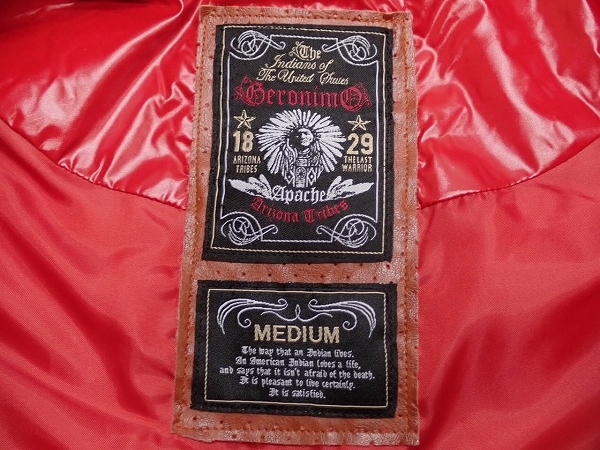 The
Indians of
The United States
Geronimo
18 29
ARIZONA THE LAST
TRIBES WARRIOR
Apache
Arizona Tribes
MEDIUM
The way that an Indian lives.
An American Indian loves a life,
and says that it isn't afraid of the death.
It is pleasant to live certainly.
It is satisfied.